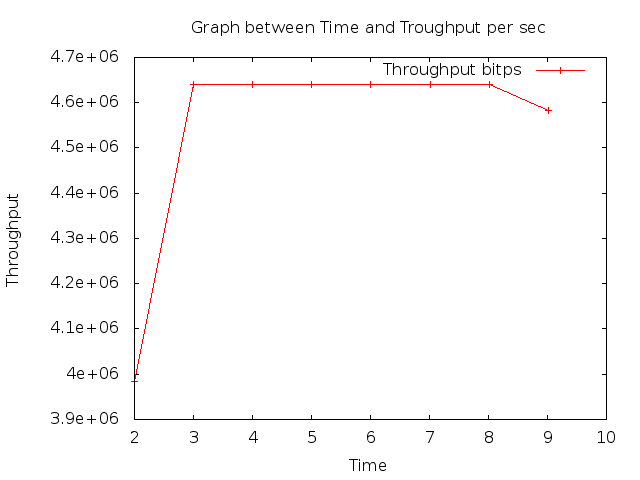 Graph between Time and Troughput per sec
Throughput bitps
4.7e+06
4.6e+06
4.5e+06
4.4e+06
4.3e+06
4.2e+06
4.1e+06
4e+06
3.9e+06
Throughput
2 3 4 5 6 7 8 9 10
Time